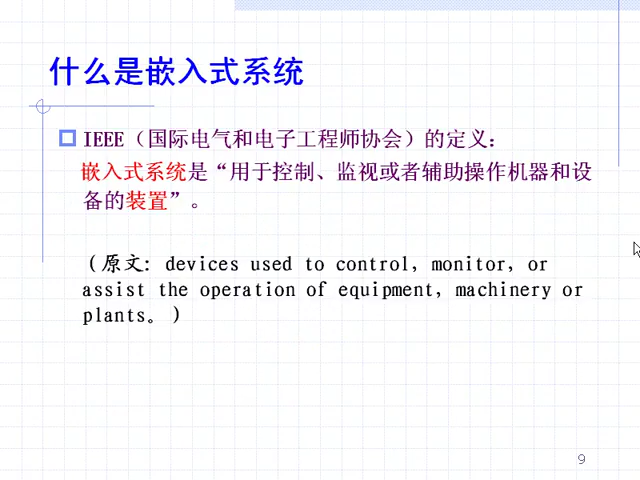 什么是嵌入式系统
IEEE（国际电气和电子工程师协会）的定义：
嵌入式系统是“用于控制、监视或者辅助操作机器和设
备的装置”。
（原文: devices used to control, monitor, or
assist the operation of equipment, machinery or
plants。）
9